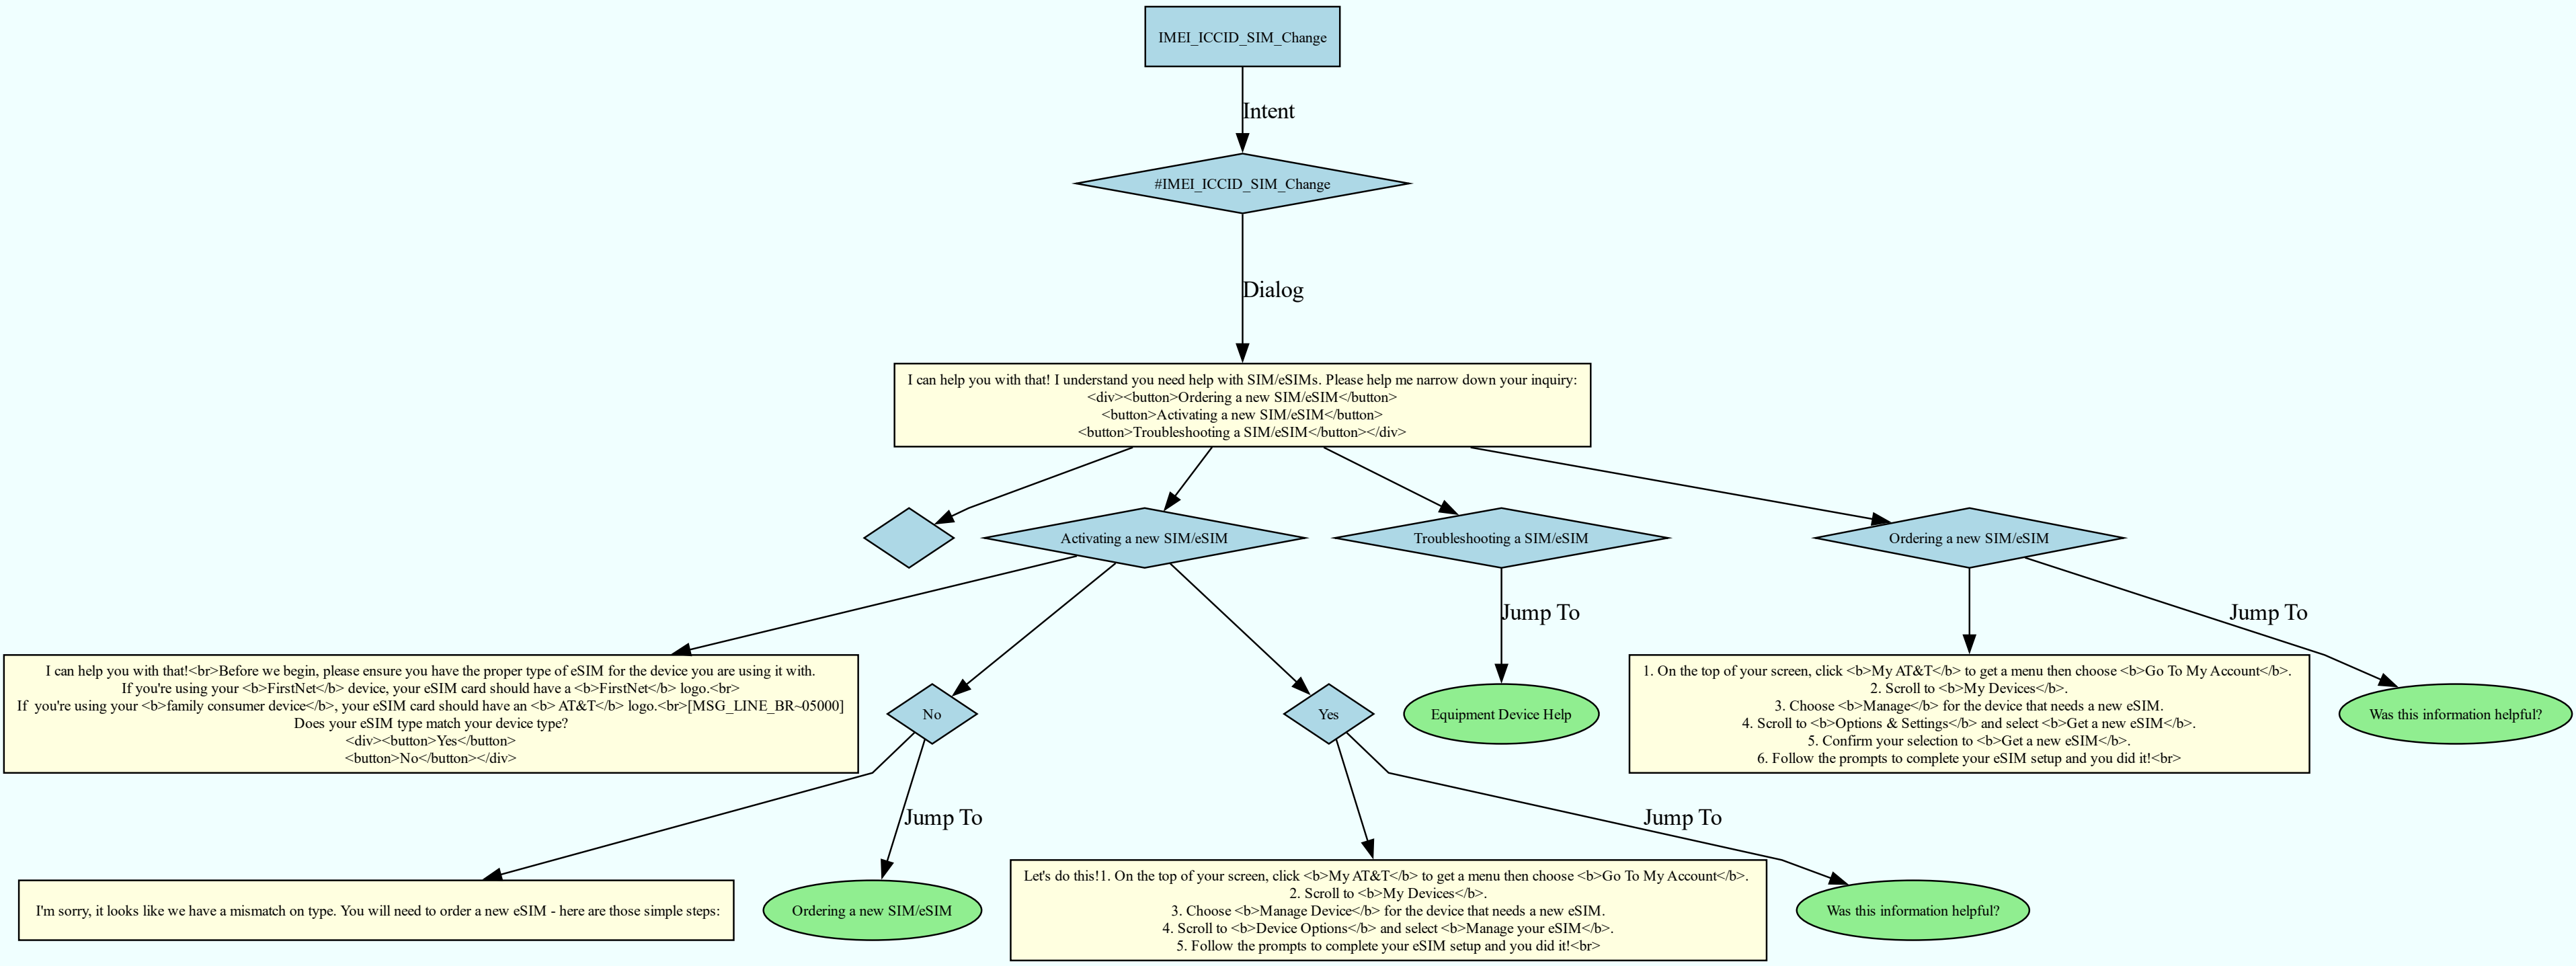 IMEI_ICCID_SIM_Change
Intent
#IMEI_ICCID_SIM_Change
Dialog
I can help you with that! I understand you need help with SIM/eSIMs. Please help me narrow down your inquiry:
<div><button>Ordering a new SIM/eSIM</button>
<button>Activating a new SIM/eSIM</button>
<button>Troubleshooting a SIM/eSIM</button></div>
Activating a new SIM/eSIM
Troubleshooting a SIM/eSIM
Ordering a new SIM/eSIM
Jump To
Jump To
I can help you with that!<br>Before we begin, please ensure you have the proper type of eSIM for the device you are using it with.
If you're using your <b>FirstNet</b> device, your eSIM card should have a <b>FirstNet</b> logo.<br>
If  you're using your <b>family consumer device</b>, your eSIM card should have an <b> AT&T</b> logo.<br>[MSG_LINE_BR~05000]
Does your eSIM type match your device type?
<div><button>Yes</button>
<button>No</button></div>
No
Yes
Equipment Device Help
1. On the top of your screen, click <b>My AT&T</b> to get a menu then choose <b>Go To My Account</b>.
2. Scroll to <b>My Devices</b>.
3. Choose <b>Manage</b> for the device that needs a new eSIM.
4. Scroll to <b>Options & Settings</b> and select <b>Get a new eSIM</b>.
5. Confirm your selection to <b>Get a new eSIM</b>.
6. Follow the prompts to complete your eSIM setup and you did it!<br>
Was this information helpful?
Jump To
Jump To
I'm sorry, it looks like we have a mismatch on type. You will need to order a new eSIM - here are those simple steps:
Ordering a new SIM/eSIM
Let's do this!1. On the top of your screen, click <b>My AT&T</b> to get a menu then choose <b>Go To My Account</b>.
2. Scroll to <b>My Devices</b>.
3. Choose <b>Manage Device</b> for the device that needs a new eSIM.
4. Scroll to <b>Device Options</b> and select <b>Manage your eSIM</b>.
5. Follow the prompts to complete your eSIM setup and you did it!<br>
Was this information helpful?